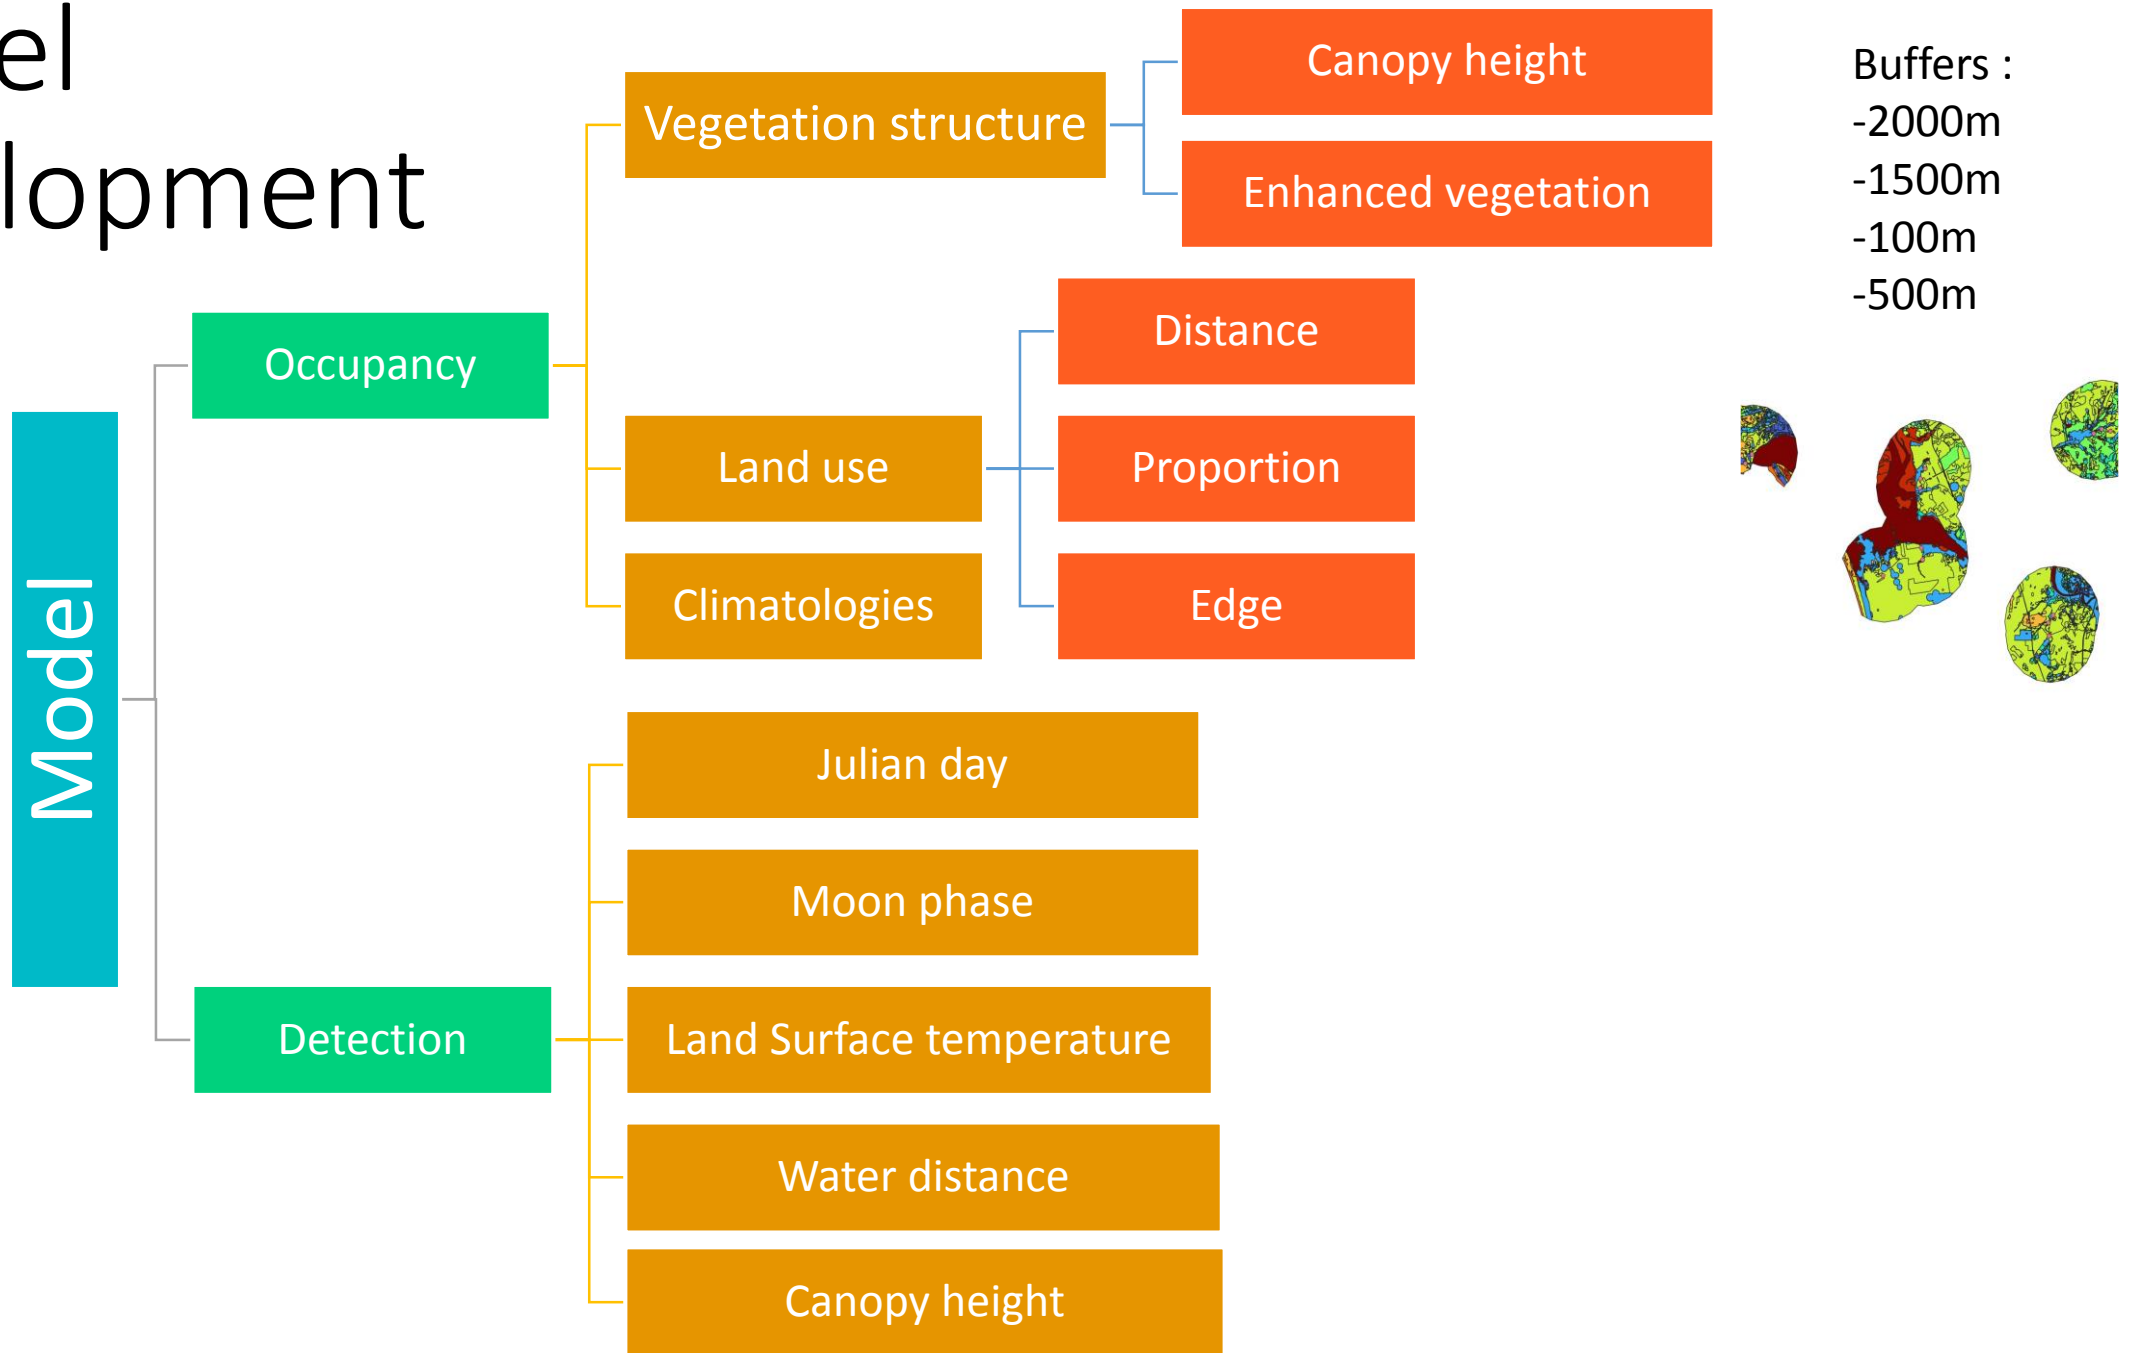 el
lopment
Model
Occupancy
Vegetation structure
Canopy height
Enhanced vegetation
Land use
Distance
Proportion
Edge
Climatologies
Detection
Julian day
Moon phase
Land Surface temperature
Water distance
Canopy height
Buffers :
-2000m
-1500m
-100m
-500m